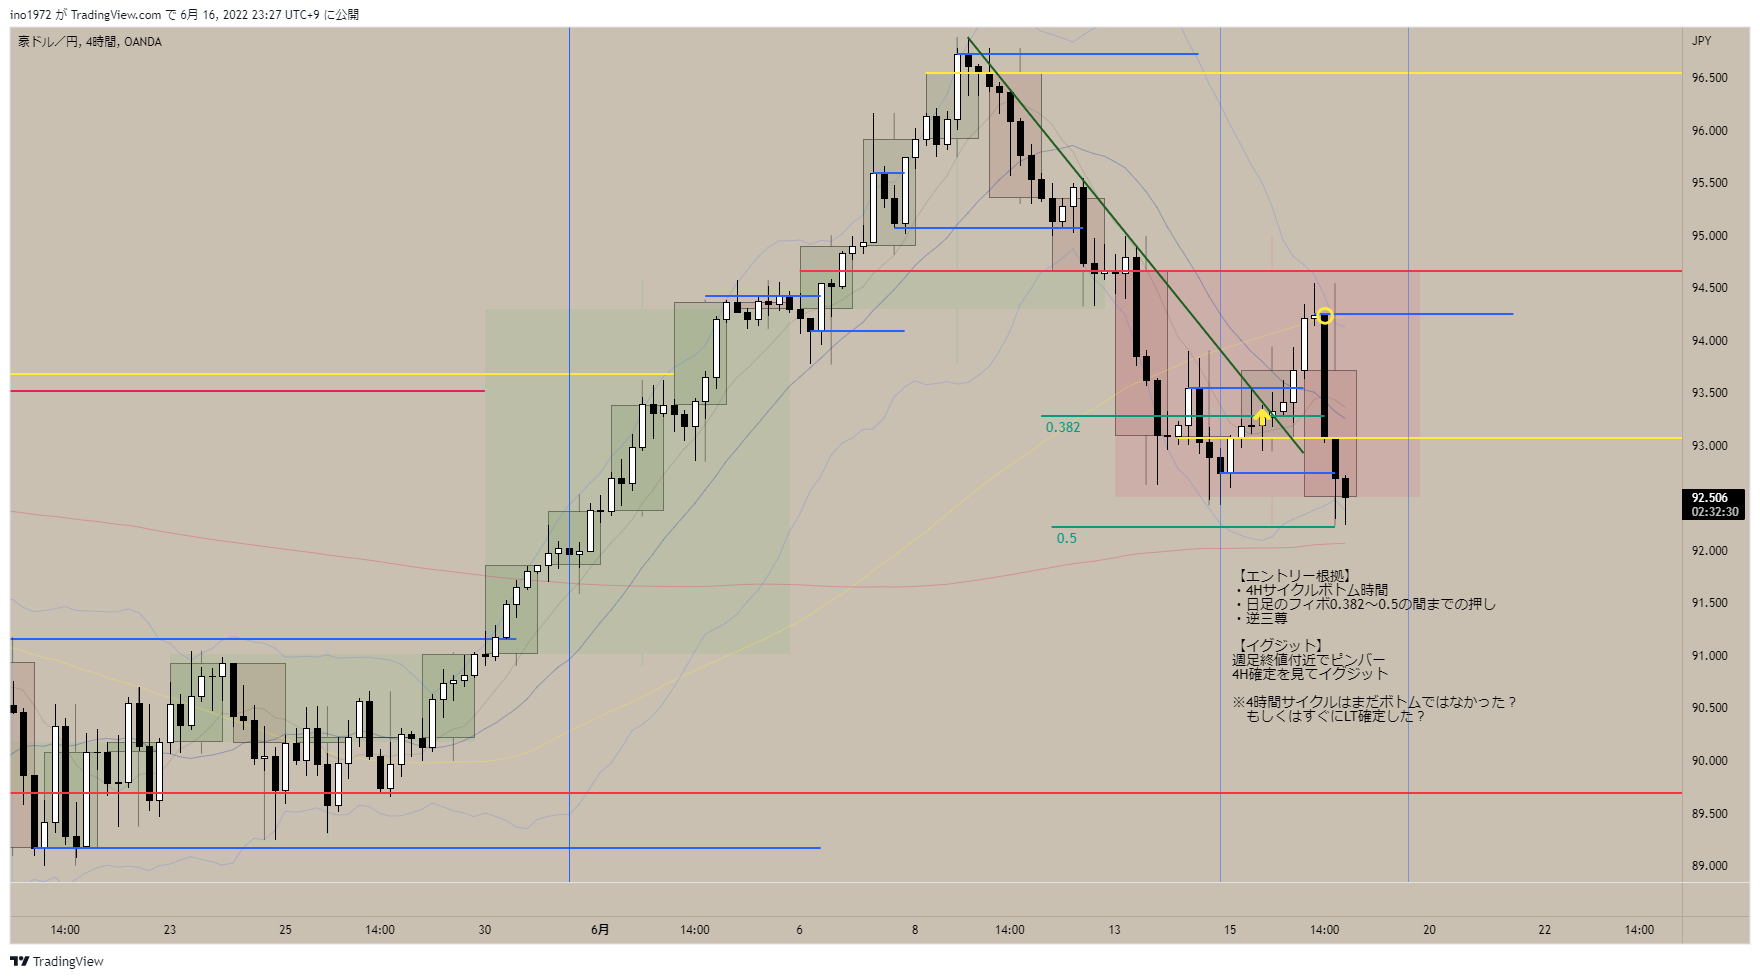 ino1972 が TradingView.com で 6月 16, 2022 23:27 UTC+9 に公開
豪ドル／円, 4時間, OANDA
JPY
96.500
96.000
95.500
95.000
94.500
94.000
93.500
93.000
92.506
02:32:30
92.000
91.500
91.000
90.500
90.000
89.500
89.000
0.382
0.5
【エントリー根拠】
・4Hサイクルボトム時間
・日足のフィボ0.382～0.5の間までの押し
・逆三尊
【イグジット】
週足終値付近でピンバー
4H確定を見てイグジット
※4時間サイクルはまだボトムではなかった？
もしくはすぐにLT確定した？
14:00 23 25 14:00 30 6月 14:00 6 8 14:00 13 15 14:00 20 22 14:00
TradingView